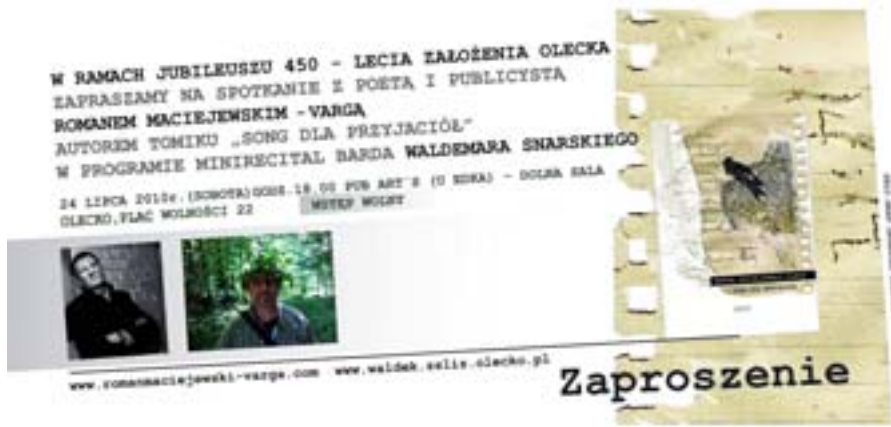 W RAMACH JUBILEUSZU 450 - LECIA ZAŁOŻENIA OLECKA
ZAPRASZAMY NA SPOTKANIE Z POETĄ I PUBLICYSTĄ
ROMANEM MACIEJEWSKIM - VARGĄ
AUTOREM TOMIKU „SONG DLA PRZYJACIÓŁ”
W PROGRAMIE MINIRECITAL BARDA WALDEMARA SNARSKIEGO
24 LIPCA 2010r.(SOBOTA)GODZ.18.00 PUB ART`S (U ZDKA) - DOLNA SALA
OLECKO,PLAC WOLNOŚCI 22 WSTĘP WOLNY
www.romanmaciejewski-varga.com www.waldek.selis.olecko.pl
Zaproszenie